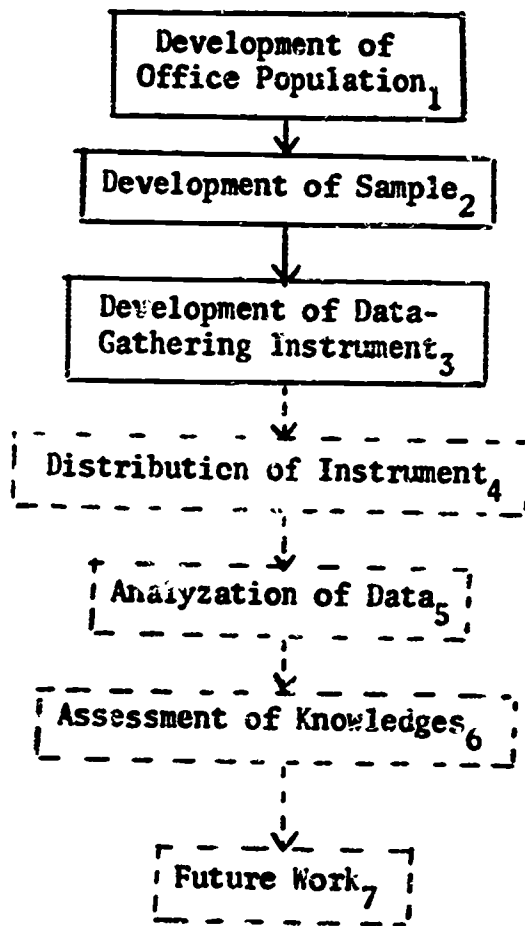 Development of
Office Population1
Development of Sample2
Development of Data-
Gathering Instrument3
Distribution of Instrument4
Analyzation of Data5
Assessment of Knowledges6
Future Work7